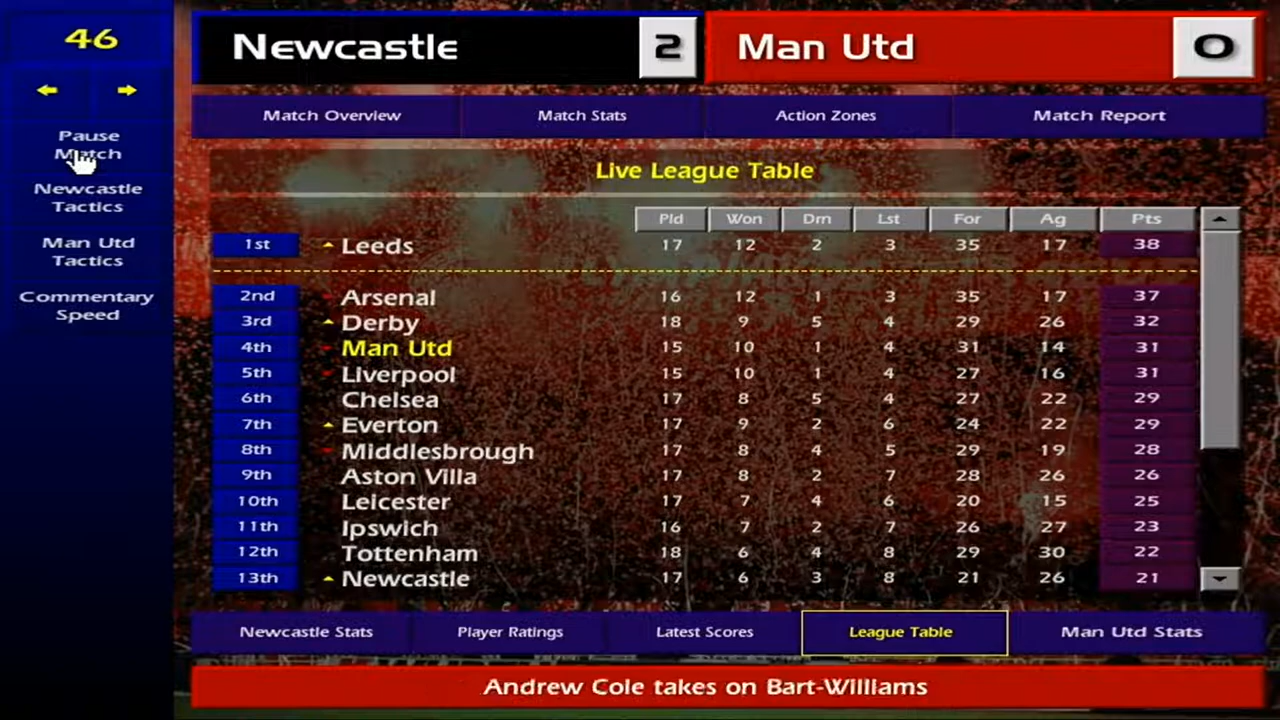 46
Newcastle 2 Man Utd 0
Match Overview Match Stats Action Zones Match Report
Pause
Match
Newcastle
Tactics
Man Utd
Tactics
Commentary
Speed
Live League Table
Pld Won Drn Lst For Ag Pts
1st Leeds 17 12 2 3 35 17 38
2nd Arsenal 16 12 1 3 35 17 37
3rd Derby 18 9 5 4 29 26 32
4th Man Utd 15 10 1 4 31 14 31
5th Liverpool 15 10 1 4 27 16 31
6th Chelsea 17 8 5 4 27 22 29
7th Everton 17 9 2 6 24 22 29
8th Middlesbrough 17 8 4 5 29 19 28
9th Aston Villa 17 8 2 7 28 26 26
10th Leicester 17 7 4 6 20 15 25
11th Ipswich 16 7 2 7 26 27 23
12th Tottenham 18 6 4 8 29 30 22
13th Newcastle 17 6 3 8 21 26 21
Newcastle Stats Player Ratings Latest Scores League Table Man Utd Stats
Andrew Cole takes on Bart-Williams